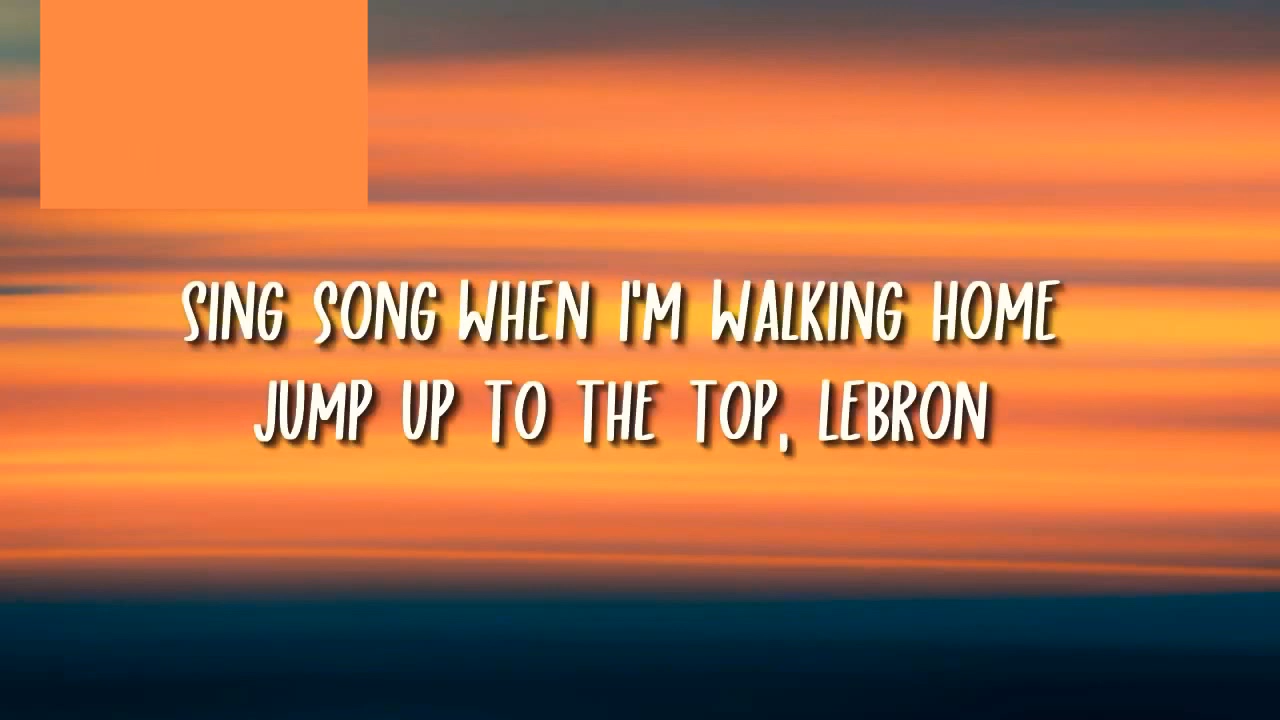 SING SONG WHEN I'M WALKING HOME
JUMP UP TO THE TOP, LEBRON